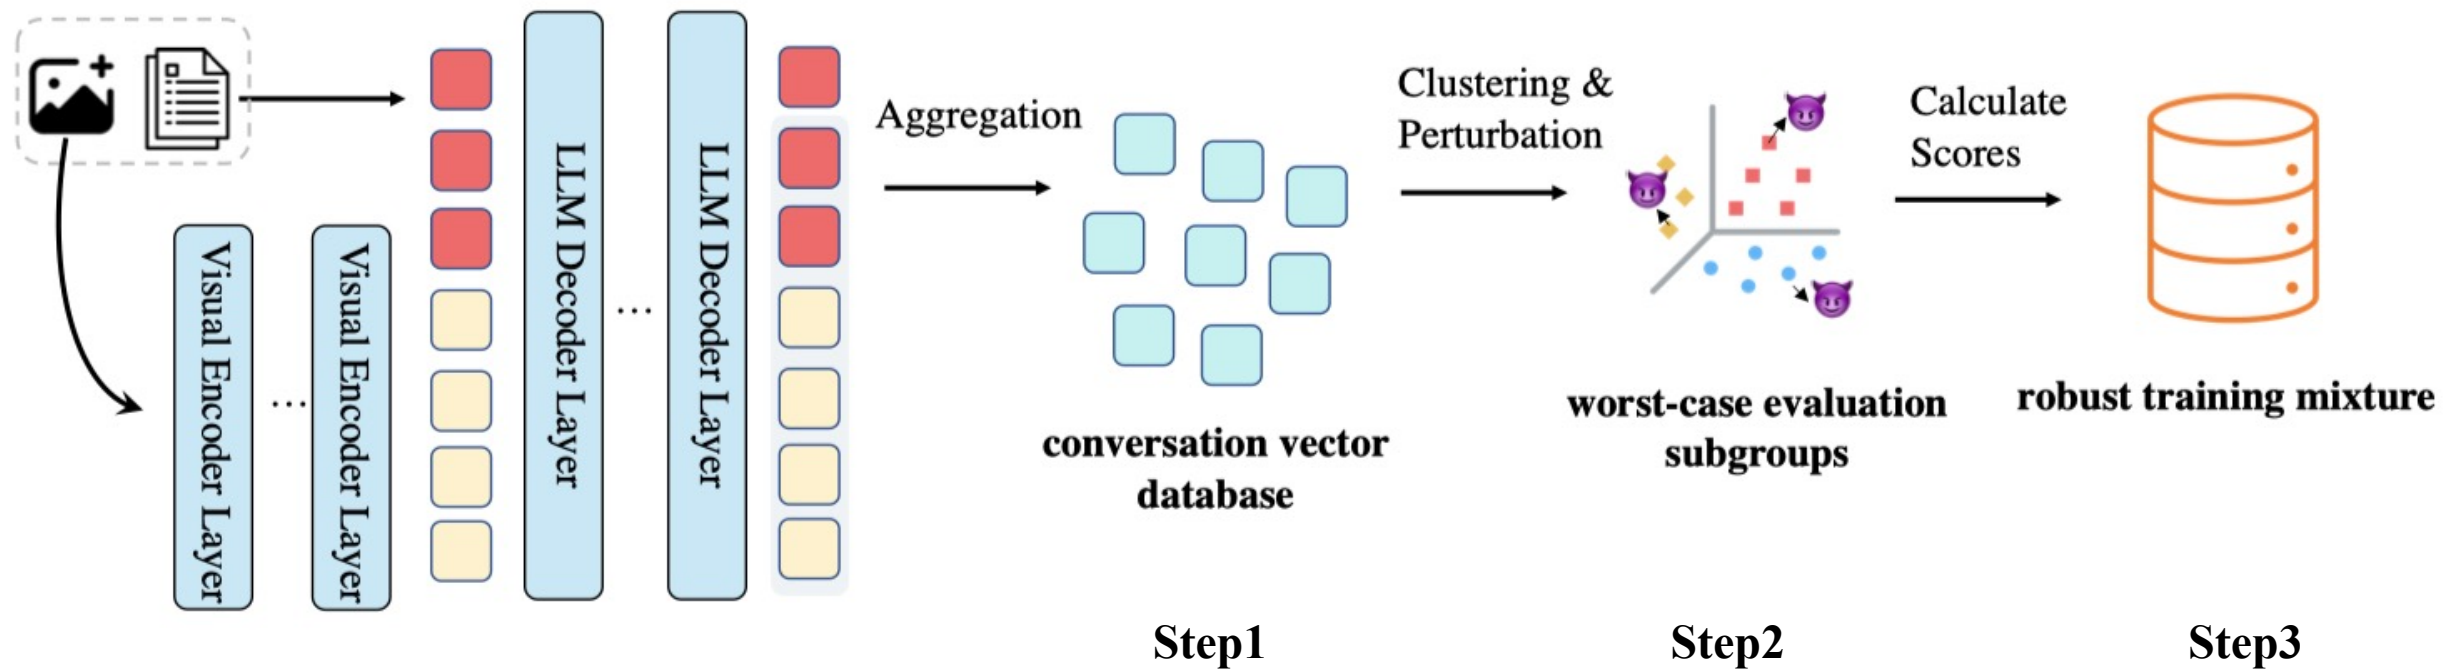 Visual Encoder Layer
...
Visual Encoder Layer
LLM Decoder Layer
...
LLM Decoder Layer
Aggregation
conversation vector
database
Clustering &
Perturbation
worst-case evaluation
subgroups
Calculate
Scores
robust training mixture
Step1
Step2
Step3